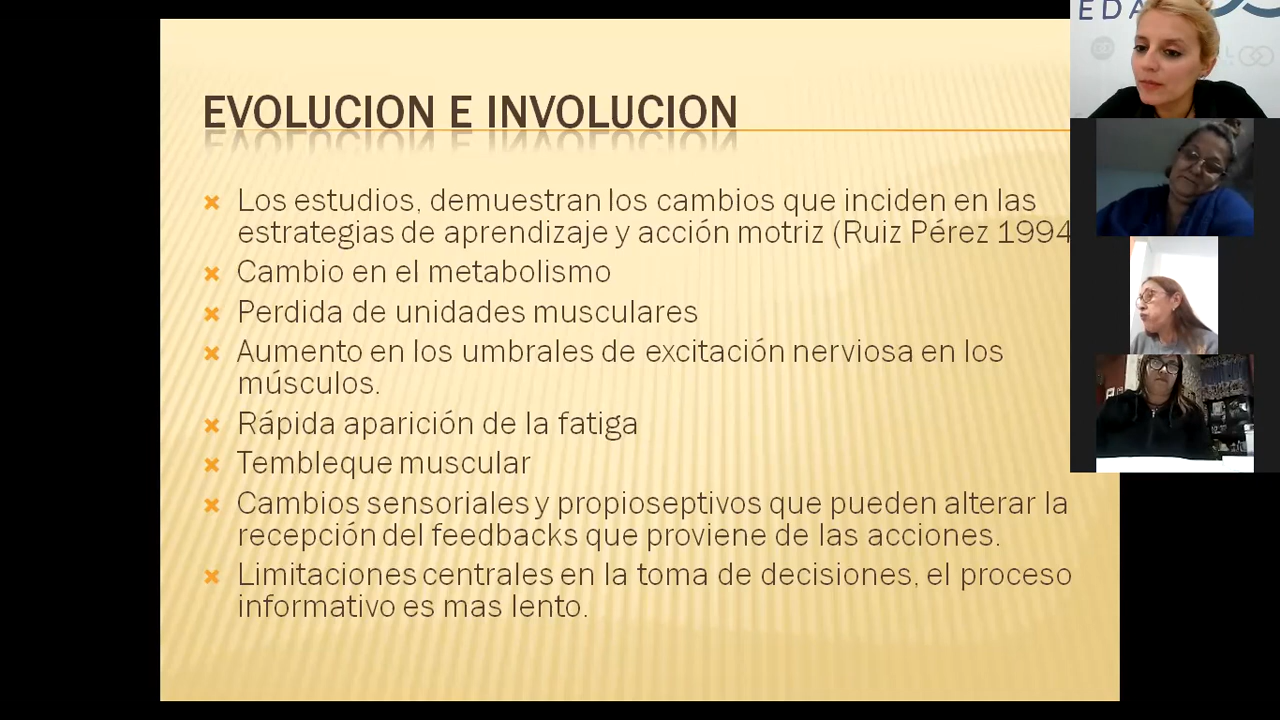 EDA
EVOLUCION E INVOLUCION
Los estudios, demuestran los cambios que inciden en las
estrategias de aprendizaje y acción motriz (Ruiz Pérez 1994
Cambio en el metabolismo
Perdida de unidades musculares
Aumento en los umbrales de excitación nerviosa en los
músculos.
Rápida aparición de la fatiga
Tembleque muscular
Cambios sensoriales y propioseptivos que pueden alterar la
recepción del feedbacks que proviene de las acciones.
Limitaciones centrales en la toma de decisiones, el proceso
informativo es mas lento.